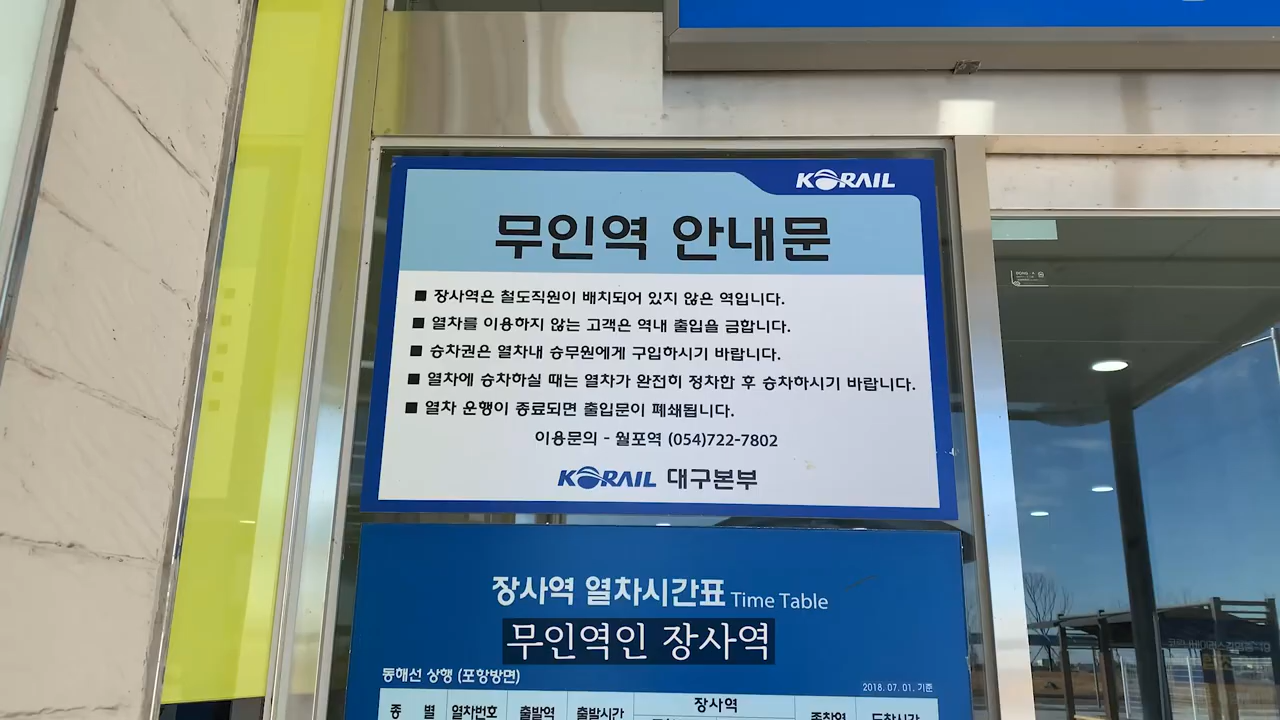 KORAIL
무인역 안내문
■ 장사역은 철도직원이 배치되어 있지 않은 역입니다.
■ 열차를 이용하지 않는 고객은 역내 출입을 금합니다.
■ 승차권은 열차내 승무원에게 구입하시기 바랍니다.
■ 열차에 승차하실 때는 열차가 완전히 정차한 후 승차하시기 바랍니다.
■ 열차 운행이 종료되면 출입문이 폐쇄됩니다.
이용문의 - 월포역 (054)722-7802
KORAIL 대구본부
장사역 열차시간표 Time Table
무인역인 장사역
동해선 상행 (포항방면)
2018. 07. 01. 기준
종 별 열차번호 출발역 출발시간 장사역 종착역 도착시간